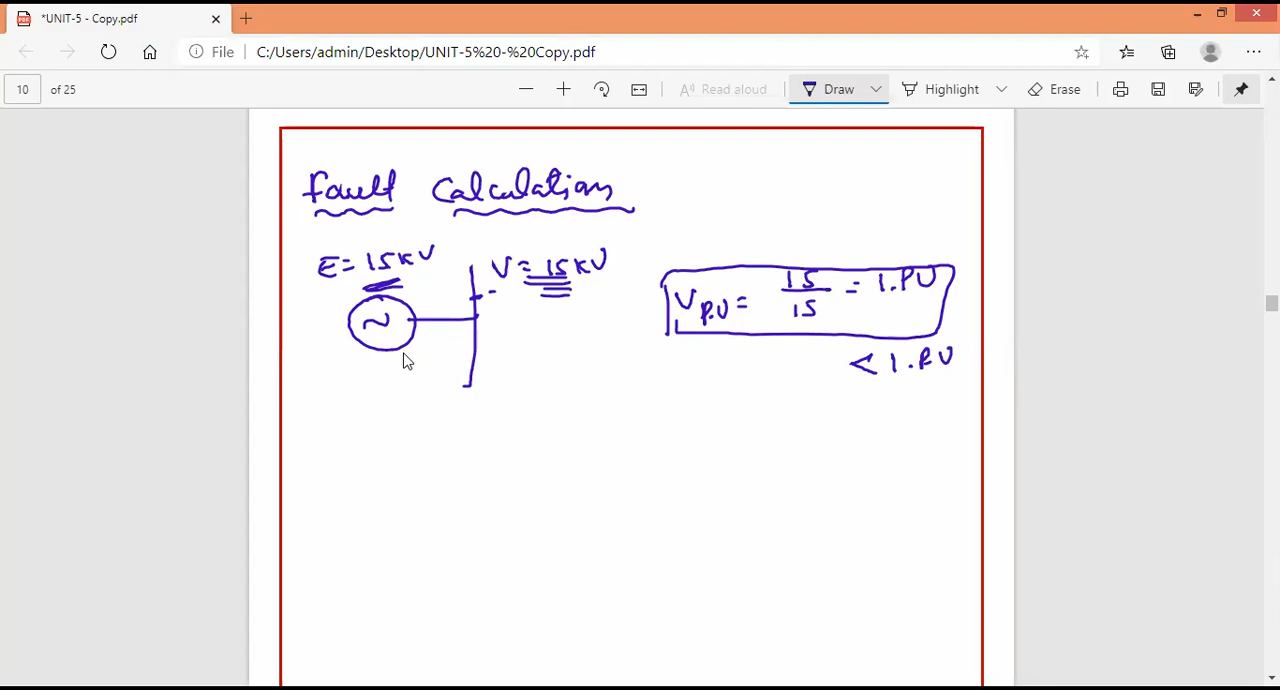 *UNIT-5 - Copy.pdf
File C:/Users/admin/Desktop/UNIT-5%20-%20Copy.pdf
10 of 25 Read aloud Draw Highlight Erase
PDF
Fault Calculation
E = 15KV V = 15KV
V P.U = 15/15 = 1.PU
< 1.PU